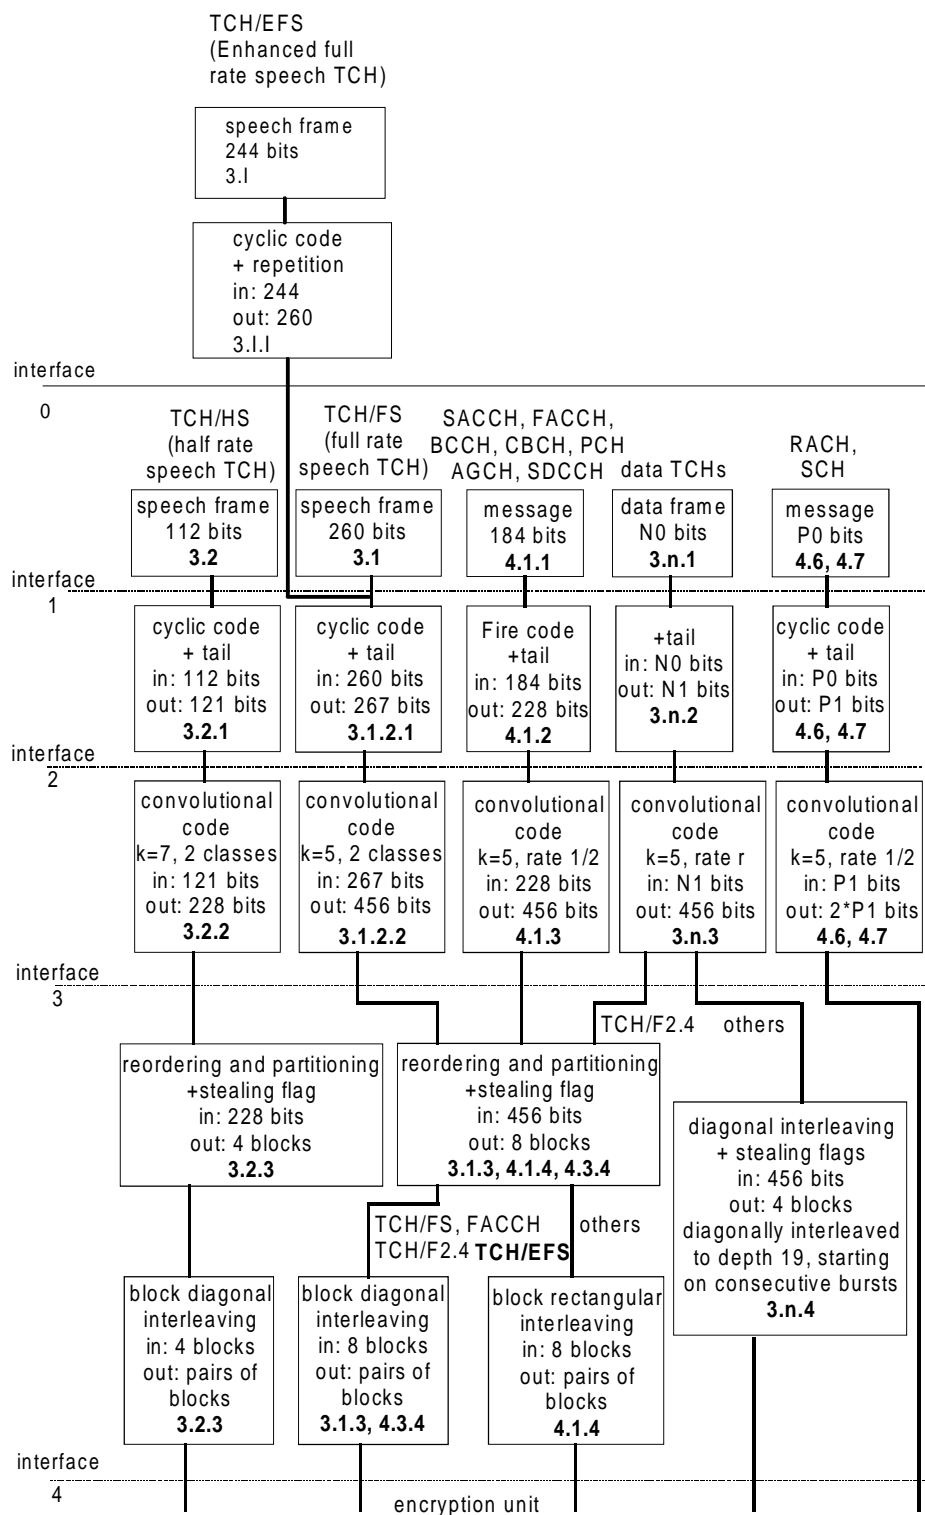 TCH/EFS
(Enhanced full
rate speech TCH)
speech frame
244 bits
3.I
cyclic code
+ repetition
in: 244
out: 260
3.I.I
interface
0
TCH/HS
(half rate
speech TCH)
TCH/FS
(full rate
speech TCH)
SACCH, FACCH,
BCCH, CBCH, PCH
AGCH, SDCCH
data TCHs
RACH,
SCH
speech frame
112 bits
3.2
speech frame
260 bits
3.1
message
184 bits
4.1.1
data frame
N0 bits
3.n.1
message
P0 bits
4.6, 4.7
interface
1
cyclic code
+ tail
in: 112 bits
out: 121 bits
3.2.1
cyclic code
+ tail
in: 260 bits
out: 267 bits
3.1.2.1
Fire code
+tail
in: 184 bits
out: 228 bits
4.1.2
+tail
in: N0 bits
out: N1 bits
3.n.2
cyclic code
+ tail
in: P0 bits
out: P1 bits
4.6, 4.7
interface
2
convolutional
code
k=7, 2 classes
in: 121 bits
out: 228 bits
3.2.2
convolutional
code
k=5, 2 classes
in: 267 bits
out: 456 bits
3.1.2.2
convolutional
code
k=5, rate 1/2
in: 228 bits
out: 456 bits
4.1.3
convolutional
code
k=5, rate r
in: N1 bits
out: 456 bits
3.n.3
convolutional
code
k=5, rate 1/2
in: P1 bits
out: 2*P1 bits
4.6, 4.7
interface
3
TCH/F2.4
others
reordering and partitioning
+stealing flag
in: 228 bits
out: 4 blocks
3.2.3
reordering and partitioning
+stealing flag
in: 456 bits
out: 8 blocks
3.1.3, 4.1.4, 4.3.4
diagonal interleaving
+ stealing flags
in: 456 bits
out: 4 blocks
diagonally interleaved
to depth 19, starting
on consecutive bursts
3.n.4
TCH/FS, FACCH
TCH/F2.4 TCH/EFS
others
block diagonal
interleaving
in: 4 blocks
out: pairs of
blocks
3.2.3
block diagonal
interleaving
in: 8 blocks
out: pairs of
blocks
3.1.3, 4.3.4
block rectangular
interleaving
in: 8 blocks
out: pairs of
blocks
4.1.4
interface
4
encryption unit